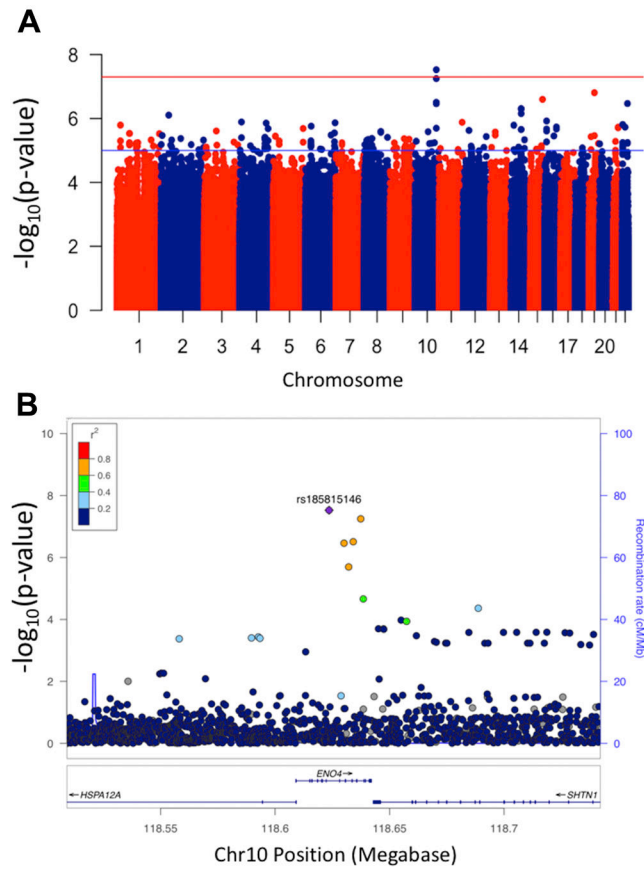 A
-log10(p-value)
8
6
4
2
0
1 2 3 4 5 6 7 8 10 12 14 17 20
Chromosome
B
-log10(p-value)
10
8
6
4
2
0
r2
0.8
0.6
0.4
0.2
rs185815146
100
80
60
40
20
0
Recombination rate (cM/Mb)
ENO4→
←HSPA12A
←SHTN1
118.55 118.6 118.65 118.7
Chr10 Position (Megabase)